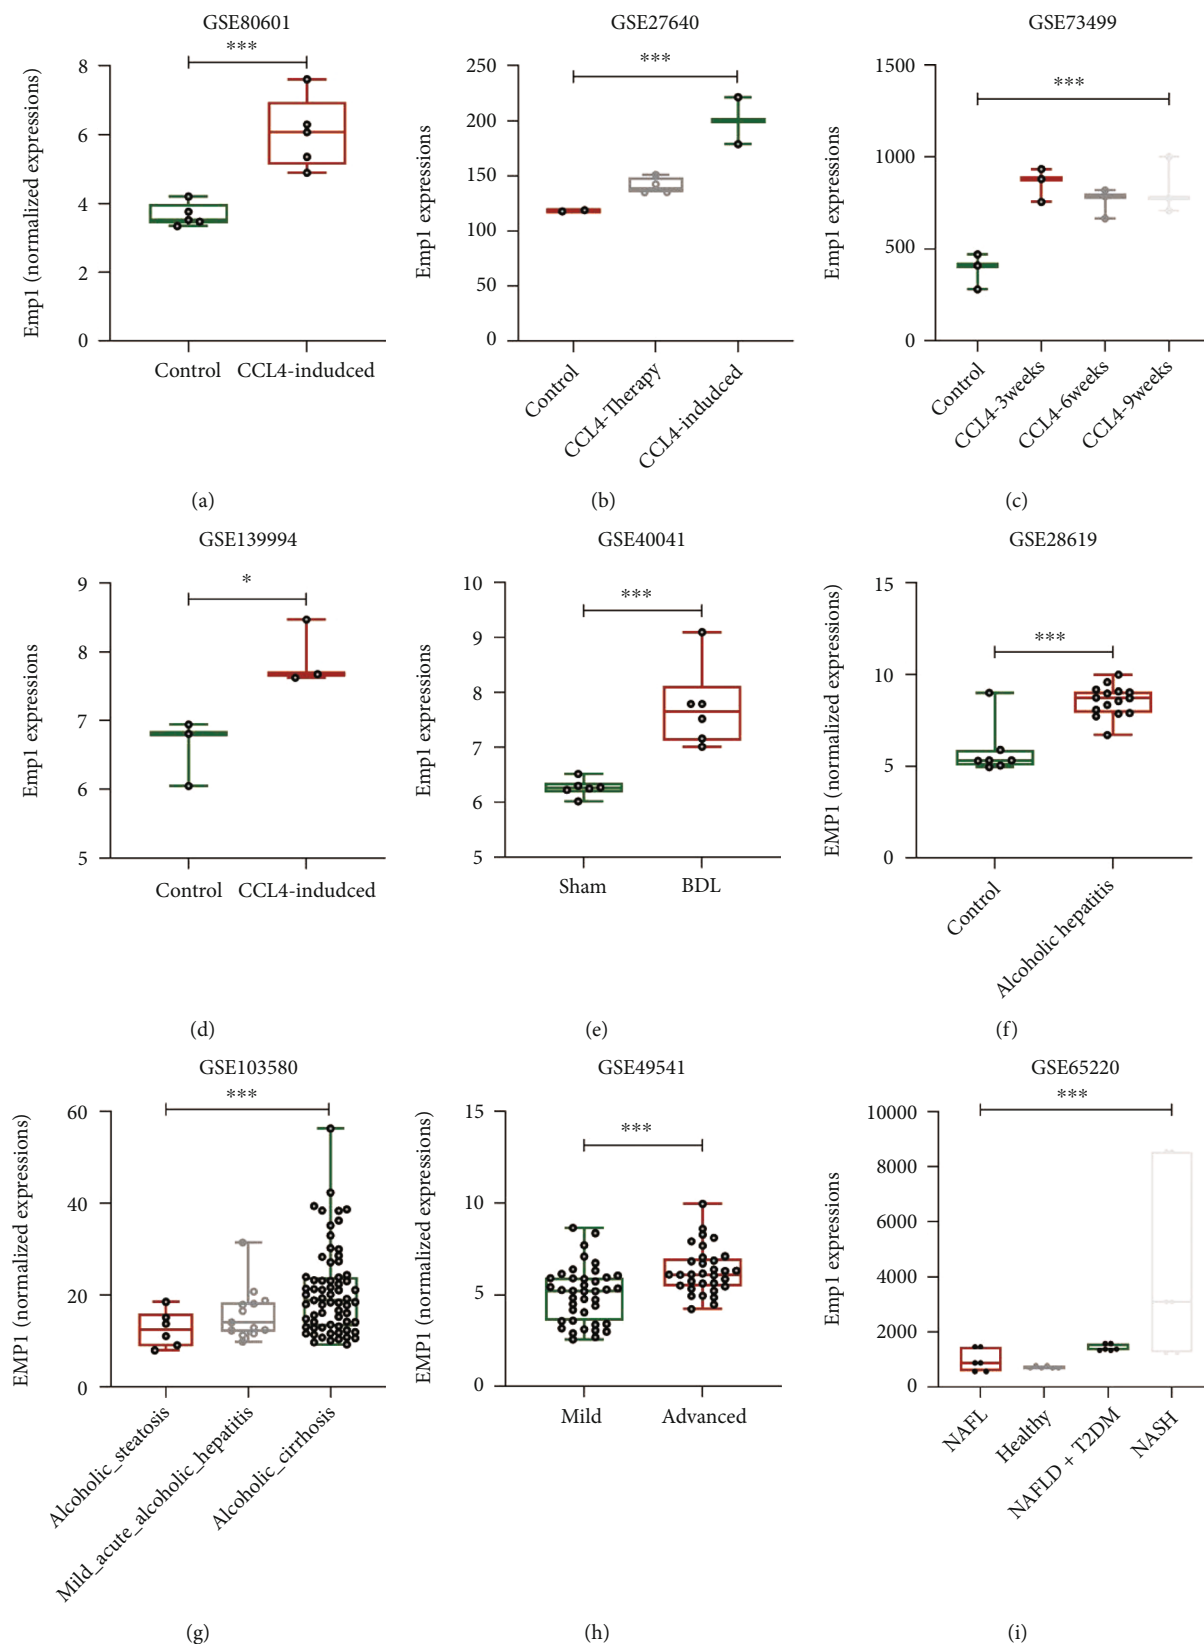 GSE80601
***
Emp1 (normalized expressions)
8
6
4
2
0
Control CCL4-indudced
(a)
GSE27640
***
Emp1 expressions
250
200
150
100
50
0
Control
CCL4-Therapy
CCL4-indudced
(b)
GSE73499
***
Emp1 expressions
1500
1000
500
0
Control
CCL4-3weeks
CCL4-6weeks
CCL4-9weeks
(c)
GSE139994
*
Emp1 expressions
9
8
7
6
5
Control CCL4-indudced
(d)
GSE40041
***
Emp1 expressions
10
9
8
7
6
5
Sham BDL
(e)
GSE28619
***
EMP1 (normalized expressions)
15
10
5
0
Control
Alcoholic hepatitis
(f)
GSE103580
***
EMP1 (normalized expressions)
60
40
20
0
Alcoholic_steatosis
Mild_acute_alcoholic_hepatitis
Alcoholic_cirrhosis
(g)
GSE49541
***
EMP1 (normalized expressions)
15
10
5
0
Mild Advanced
(h)
GSE65220
***
Emp1 expressions
10000
8000
6000
4000
2000
0
NAFL
Healthy
NAFLD + T2DM
NASH
(i)